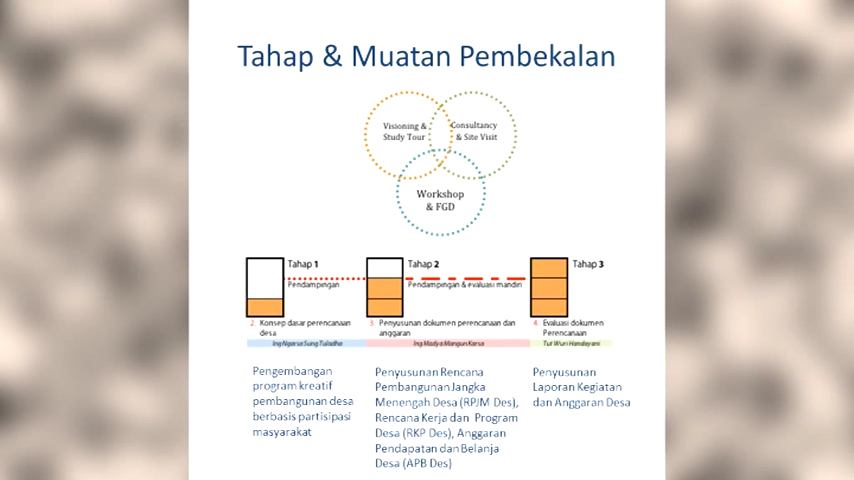 Tahap & Muatan Pembekalan
Visioning &
Study Tour
Consultancy
& Site Visit
Workshop
& FGD
Tahap 1
Pendampingan
Tahap 2
Pendampingan & evaluasi mandiri
Tahap 3
2. Konsep dasar perencanaan
desa
3. Penyusunan dokumen perencanaan dan
anggaran
4. Evaluasi dokumen
Perencanaan
Ing Ngarsa Sung Tuladha
Ing Madya Mangun Karsa
Tut Wuri Handayani
Pengembangan
program kreatif
pembangunan desa
berbasis partisipasi
masyarakat
Penyusunan Rencana
Pembangunan Jangka
Menengah Desa (RPJM Des),
Rencana Kerja dan Program
Desa (RKP Des), Anggaran
Pendapatan dan Belanja
Desa (APB Des)
Penyusunan
Laporan Kegiatan
dan Anggaran Desa